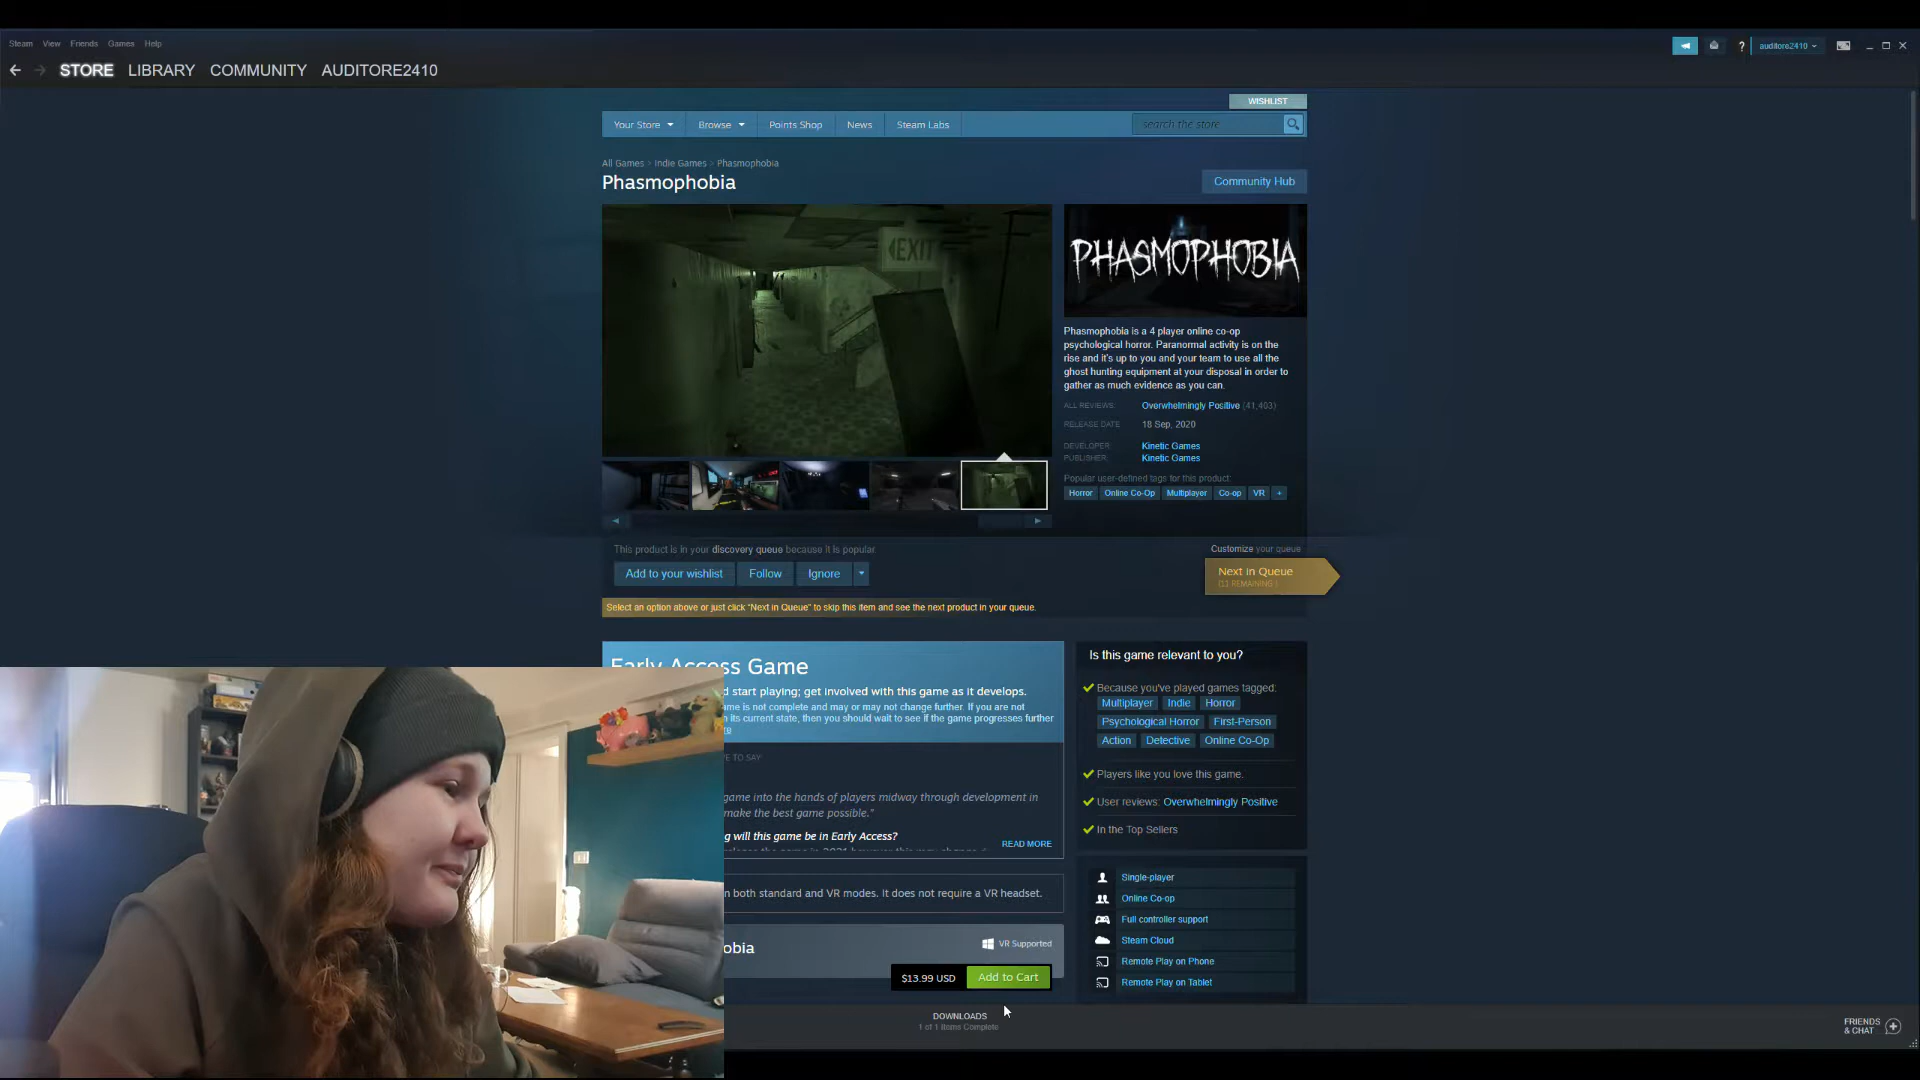 Steam View Friends Games Help
auditore2410
STORE LIBRARY COMMUNITY AUDITORE2410
WISHLIST
Your Store Browse Points Shop News Steam Labs
search the store
All Games > Indie Games > Phasmophobia
Phasmophobia
Community Hub
EXIT
PHASMOPHOBIA
Phasmophobia is a 4 player online co-op
psychological horror. Paranormal activity is on the
rise and it's up to you and your team to use all the
ghost hunting equipment at your disposal in order to
gather as much evidence as you can.
ALL REVIEWS: Overwhelmingly Positive (41,403)
RELEASE DATE 18 Sep, 2020
DEVELOPER: Kinetic Games
PUBLISHER: Kinetic Games
Popular user-defined tags for this product:
Horror Online Co-Op Multiplayer Co-op VR +
This product is in your discovery queue because it is popular
Customize your queue
Add to your wishlist Follow Ignore
Next in Queue
(11 REMAINING )
Select an option above or just click "Next in Queue" to skip this item and see the next product in your queue.
Early Access Game
d start playing; get involved with this game as it develops.
me is not complete and may or may not change further. If you are not
its current state, then you should wait to see if the game progresses further
re
E TO SAY
game into the hands of players midway through development in
make the best game possible."
g will this game be in Early Access?
READ MORE
n both standard and VR modes. It does not require a VR headset.
obia
VR Supported
$13.99 USD Add to Cart
Is this game relevant to you?
Because you've played games tagged:
Multiplayer Indie Horror
Psychological Horror First-Person
Action Detective Online Co-Op
Players like you love this game.
User reviews: Overwhelmingly Positive
In the Top Sellers
Single-player
Online Co-op
Full controller support
Steam Cloud
Remote Play on Phone
Remote Play on Tablet
DOWNLOADS
1 of 1 Items Complete
FRIENDS
& CHAT